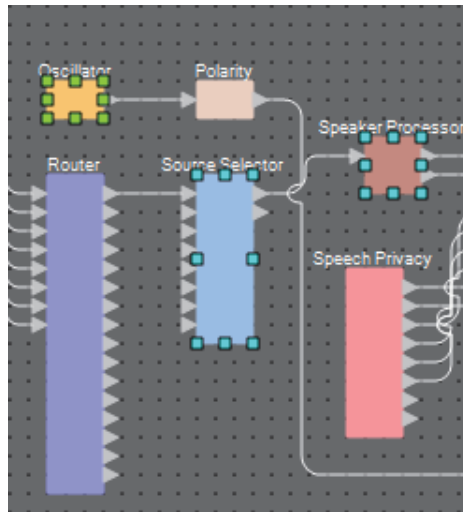 Oscillator
Polarity
Speaker Processor
Router
Source Selector
Speech Privacy